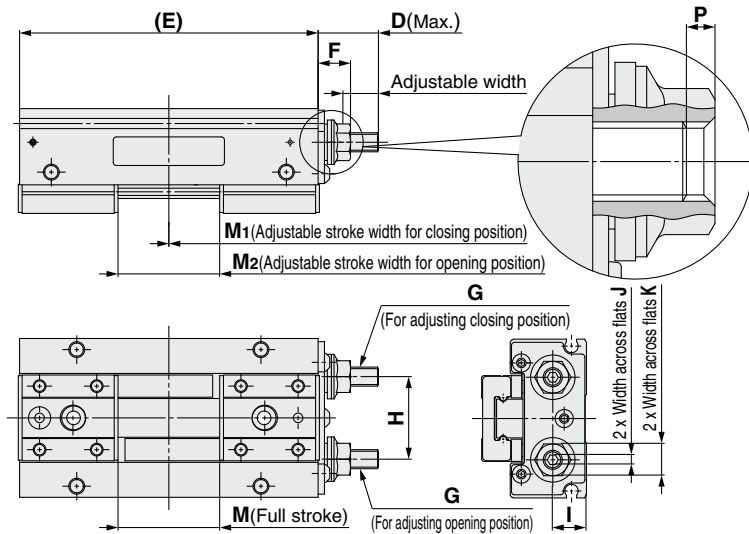 (E)
D(Max.)
F
P
Adjustable width
M1(Adjustable stroke width for closing position)
M2(Adjustable stroke width for opening position)
G
(For adjusting closing position)
H
G
(For adjusting opening position)
M(Full stroke)
I
2 x Width across flats J
2 x Width across flats K